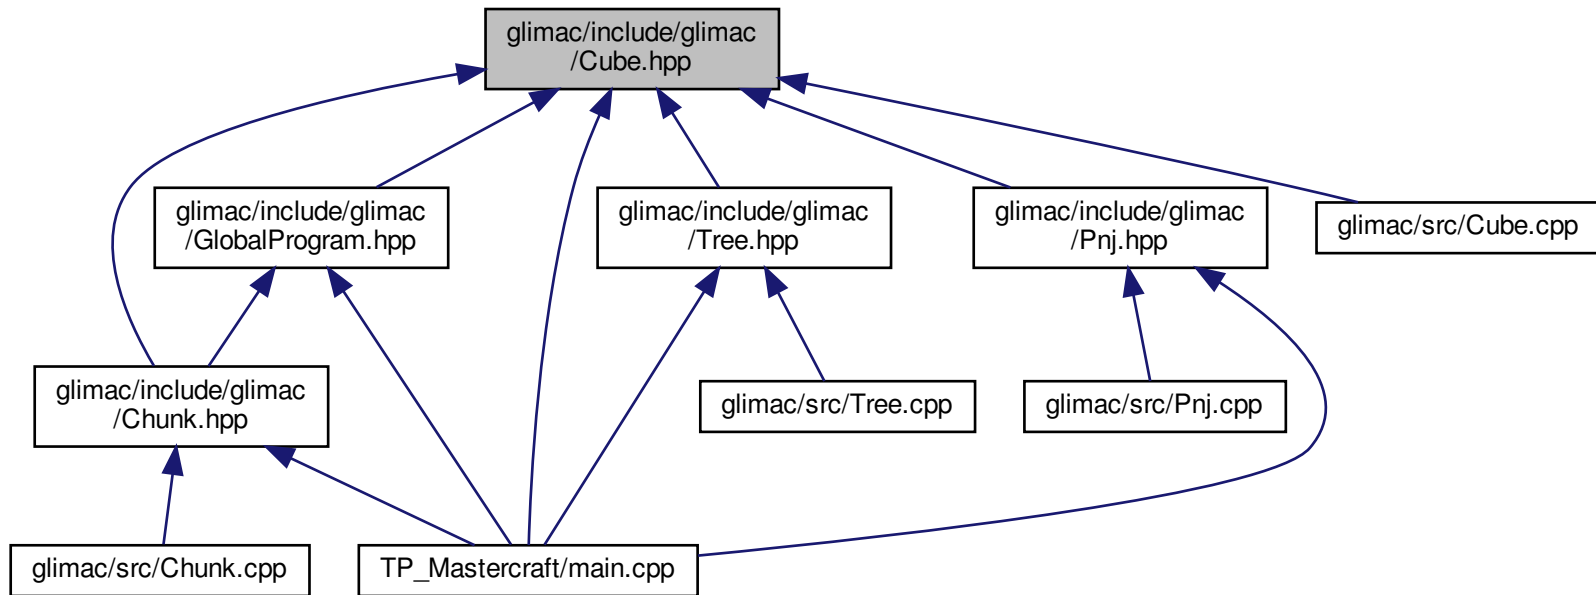 glimac/include/glimac
/Cube.hpp
glimac/include/glimac
/GlobalProgram.hpp
glimac/include/glimac
/Tree.hpp
glimac/include/glimac
/Pnj.hpp
glimac/src/Cube.cpp
glimac/include/glimac
/Chunk.hpp
glimac/src/Tree.cpp
glimac/src/Pnj.cpp
glimac/src/Chunk.cpp
TP_Mastercraft/main.cpp